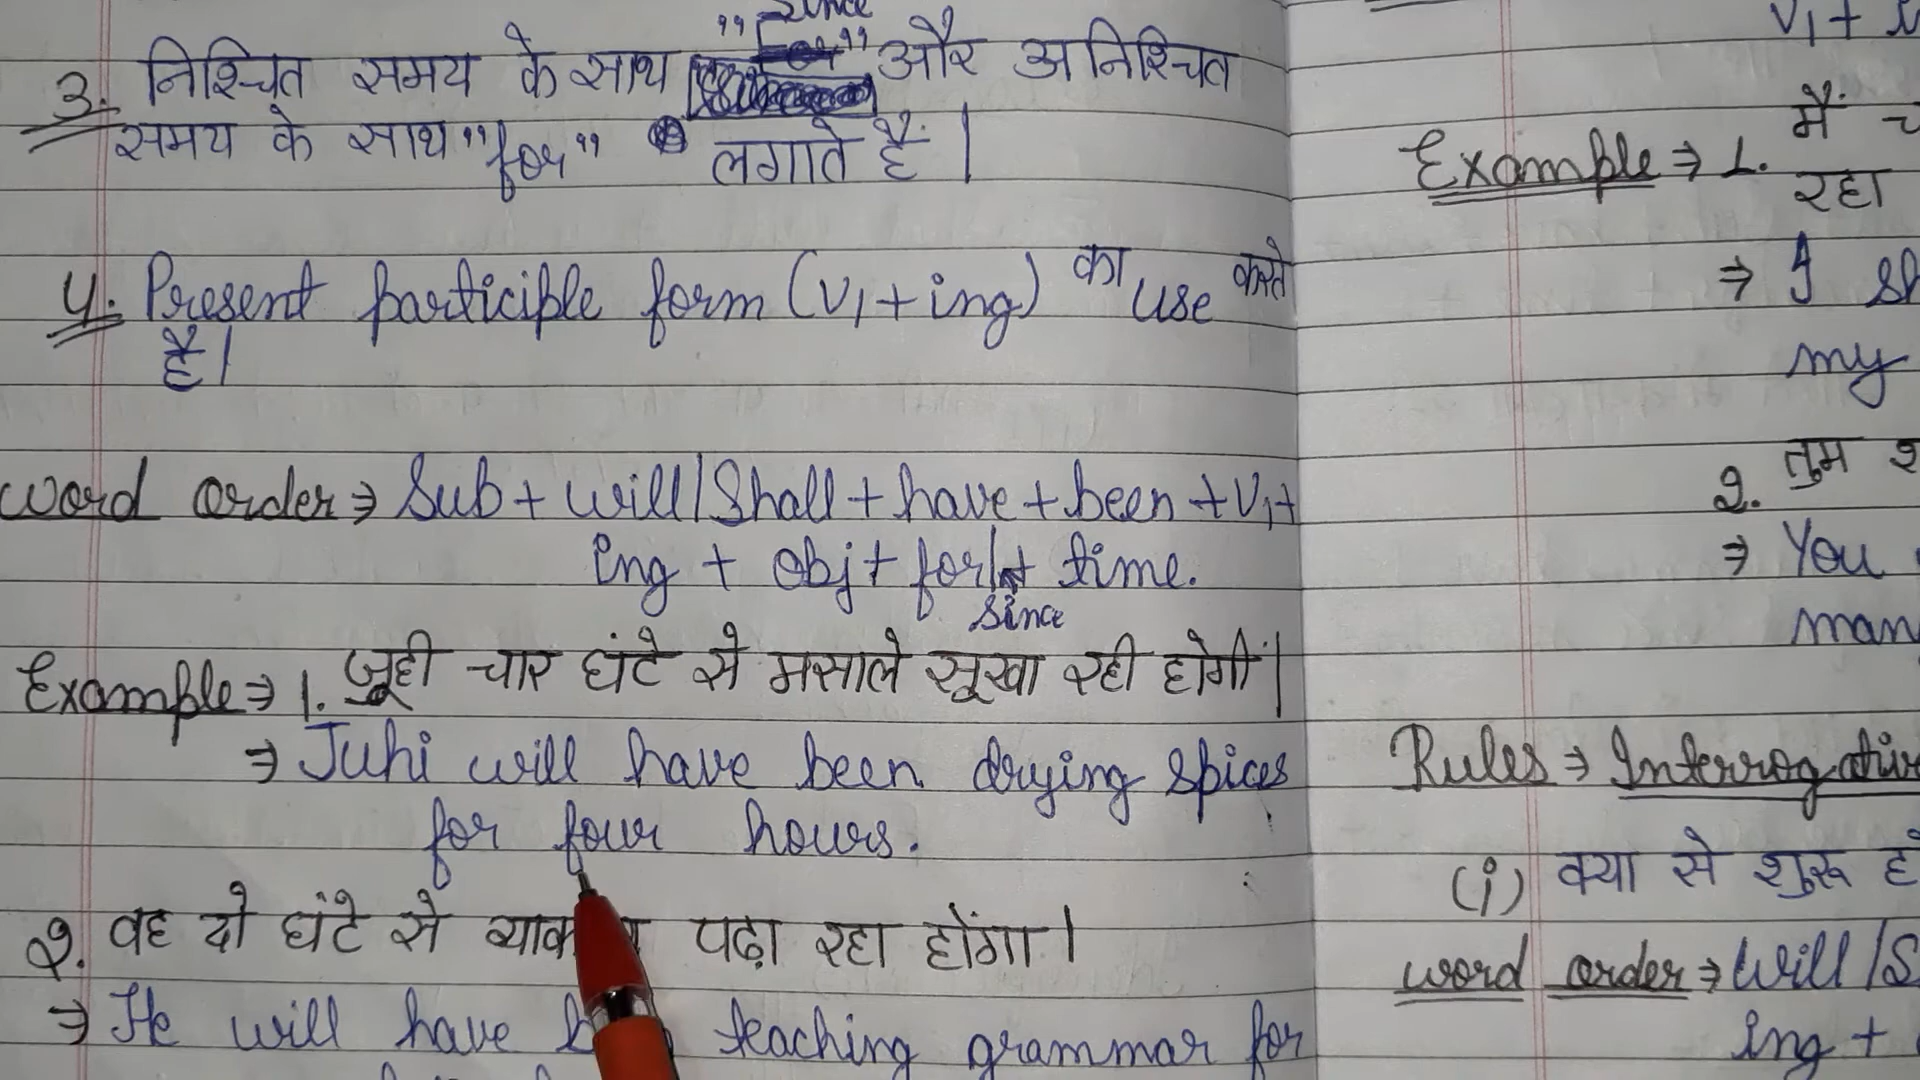 "since"
3. निश्चित समय के साथ और अनिश्चित
समय के साथ "for" लगाते हैं।
4. Present participle form (V1+ing) का use करते
हैं।
word order ⇒ Sub + will/Shall + have + been + V1+
ing + obj + for/ + time.
since
Example ⇒ 1. जूही चार घंटे से मसाले सूखा रही होगीं।
⇒ Juhi will have been drying spices
for four hours.
2. वह दो घंटे से पढ़ा रहा होंगा।
⇒ He will have teaching grammar for
V1 +
Example ⇒ 1. मैं
रहा
⇒ I
my
2. तुम
⇒ You
Rules ⇒
(i) क्या से शुरू
word order ⇒ Will/S
ing +